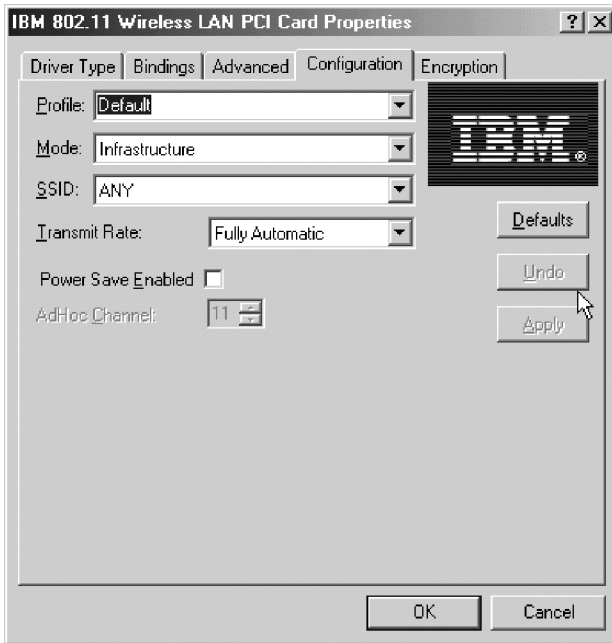 IBM 802.11 Wireless LAN PCI Card Properties
Driver Type Bindings Advanced Configuration Encryption
Profile: Default
IBM®
Mode: Infrastructure
SSID: ANY
Defaults
Transmit Rate: Fully Automatic
Undo
Power Save Enabled
AdHoc Channel: 11
Apply
OK Cancel